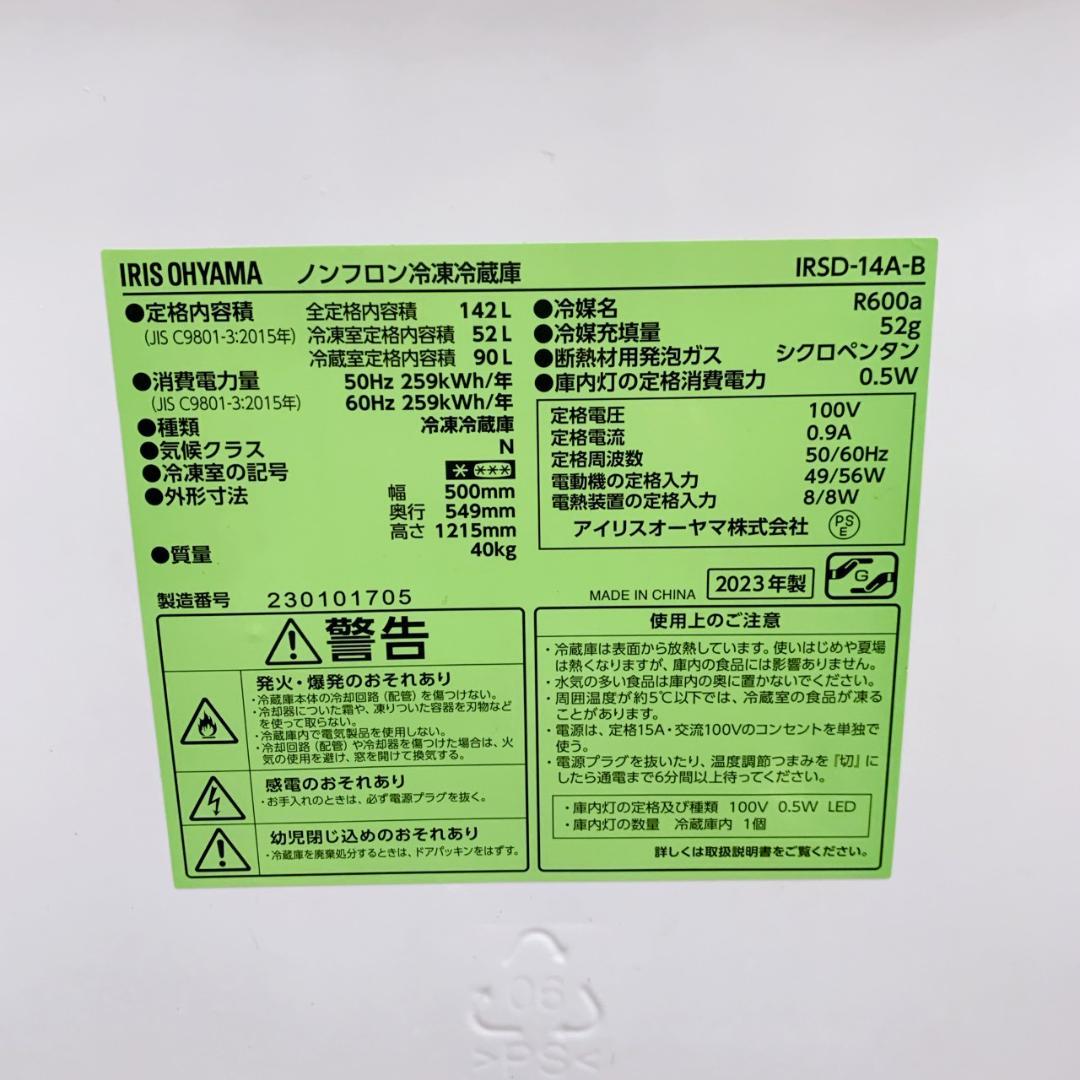 IRIS OHYAMA ノンフロン冷凍冷蔵庫 IRSD-14A-B
●定格内容積 全定格内容積 142L
(JIS C9801-3:2015年) 冷凍室定格内容積 52L
冷蔵室定格内容積 90L
●消費電力量 50Hz 259kWh/年
(JIS C9801-3:2015年) 60Hz 259kWh/年
●種類 冷凍冷蔵庫
●気候クラス N
●冷凍室の記号 * ***
●外形寸法 幅 500mm
奥行 549mm
高さ 1215mm
●質量 40kg
製造番号 230101705
●冷媒名 R600a
●冷媒充填量 52g
●断熱材用発泡ガス シクロペンタン
●庫内灯の定格消費電力 0.5W
定格電圧 100V
定格電流 0.9A
定格周波数 50/60Hz
電動機の定格入力 49/56W
電熱装置の定格入力 8/8W
アイリスオーヤマ株式会社 PS E
MADE IN CHINA 2023年製 G
警告
発火・爆発のおそれあり
・冷蔵庫本体の冷却回路(配管)を傷つけない。
・冷却器についた霜や、凍りついた容器を刃物など
を使って取らない。
・冷蔵庫内で電気製品を使用しない。
・冷却回路(配管)や冷却器を傷つけた場合は、火
気の使用を避け、窓を開けて換気する。
感電のおそれあり
・お手入れのときは、必ず電源プラグを抜く。
幼児閉じ込めのおそれあり
・冷蔵庫を廃棄処分するときは、ドアパッキンをはずす。
使用上のご注意
・冷蔵庫は表面から放熱しています。使いはじめや夏場
は熱くなりますが、庫内の食品には影響ありません。
・水気の多い食品は庫内の奥に置かないでください。
・周囲温度が約5℃以下では、冷蔵室の食品が凍る
ことがあります。
・電源は、定格15A・交流100Vのコンセントを単独で
使う。
・電源プラグを抜いたり、温度調節つまみを『切』に
したら通電まで6分間以上待ってください。
・庫内灯の定格及び種類 100V 0.5W LED
・庫内灯の数量 冷蔵庫内 1個
詳しくは取扱説明書をご覧ください。
06
>PS<